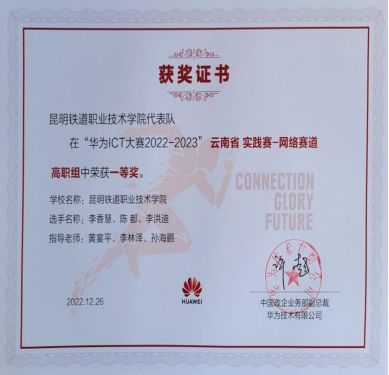 获奖证书
昆明铁道职业技术学院代表队
在“华为ICT大赛2022-2023” 云南省 实践赛-网络赛道
高职组中荣获一等奖。
CONNECTION
GLORY
FUTURE
学校名称：昆明铁道职业技术学院
选手名称：李香慧、陈 都、李洪迪
指导老师：黄宴平、李林泽、孙海鹏
2022.12.26
HUAWEI
中国政企业务部副总裁
华为技术有限公司